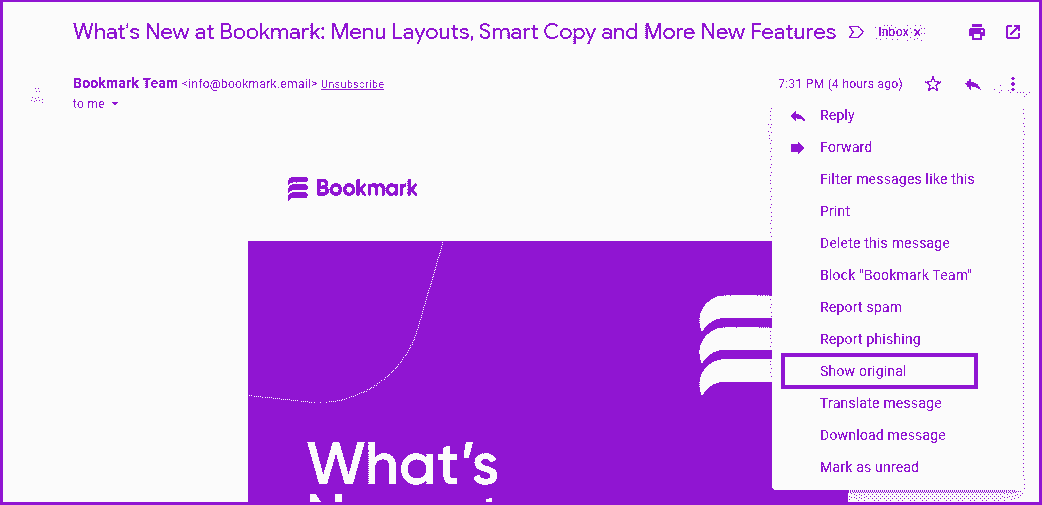 What's New at Bookmark: Menu Layouts, Smart Copy and More New Features Inbox x
Bookmark Team <info@bookmark.email> Unsubscribe 7:31 PM (4 hours ago)
to me
Reply
Forward
Filter messages like this
Print
Delete this message
Block "Bookmark Team"
Report spam
Report phishing
Show original
Translate message
Download message
Mark as unread
Bookmark
What's